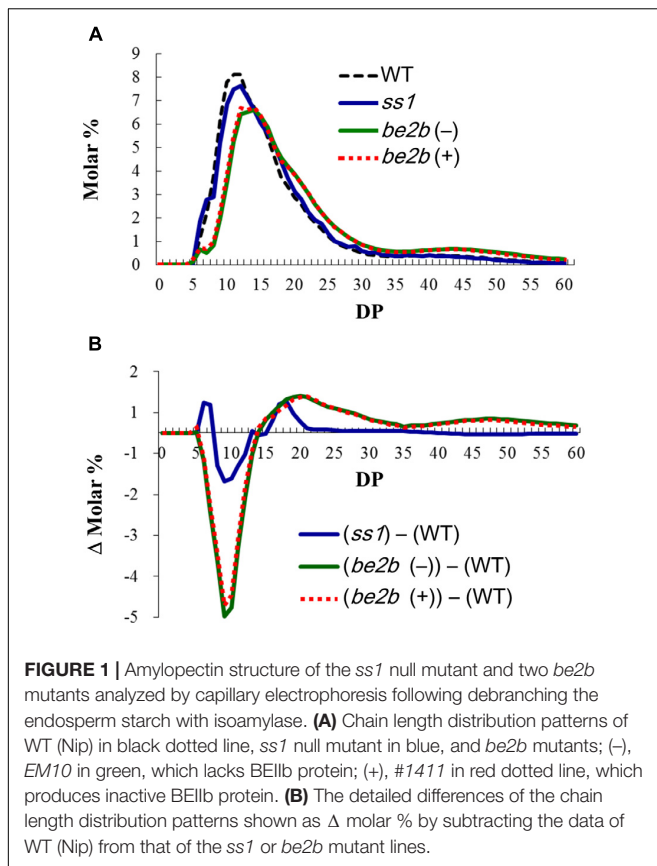 A
9
8
7
6
5
4
3
2
1
0
Molar %
WT
ss1
be2b (–)
be2b (+)
0 5 10 15 20 25 30 35 40 45 50 55 60
DP
B
2
1
-1
-2
-3
-4
-5
Δ Molar %
0 5 10 15 20 25 30 35 40 45 50 55 60
DP
(ss1) – (WT)
(be2b (–)) – (WT)
(be2b (+)) – (WT)
FIGURE 1 | Amylopectin structure of the ss1 null mutant and two be2b
mutants analyzed by capillary electrophoresis following debranching the
endosperm starch with isoamylase. (A) Chain length distribution patterns of
WT (Nip) in black dotted line, ss1 null mutant in blue, and be2b mutants; (–),
EM10 in green, which lacks BEIIb protein; (+), #1411 in red dotted line, which
produces inactive BEIIb protein. (B) The detailed differences of the chain
length distribution patterns shown as Δ molar % by subtracting the data of
WT (Nip) from that of the ss1 or be2b mutant lines.